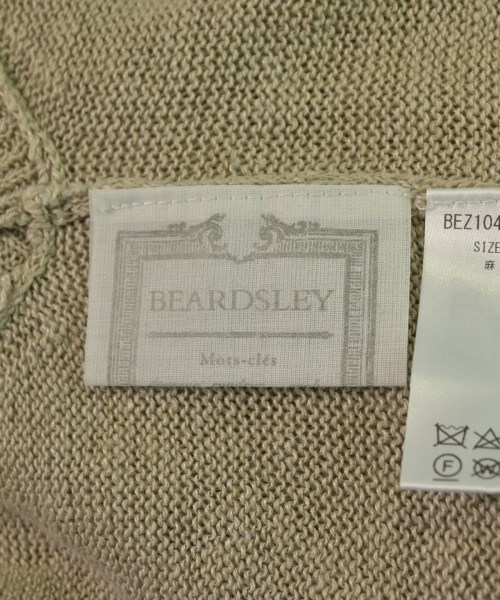 BEARDSLEY
Mots-clés
BEZ104
SIZE
麻
F